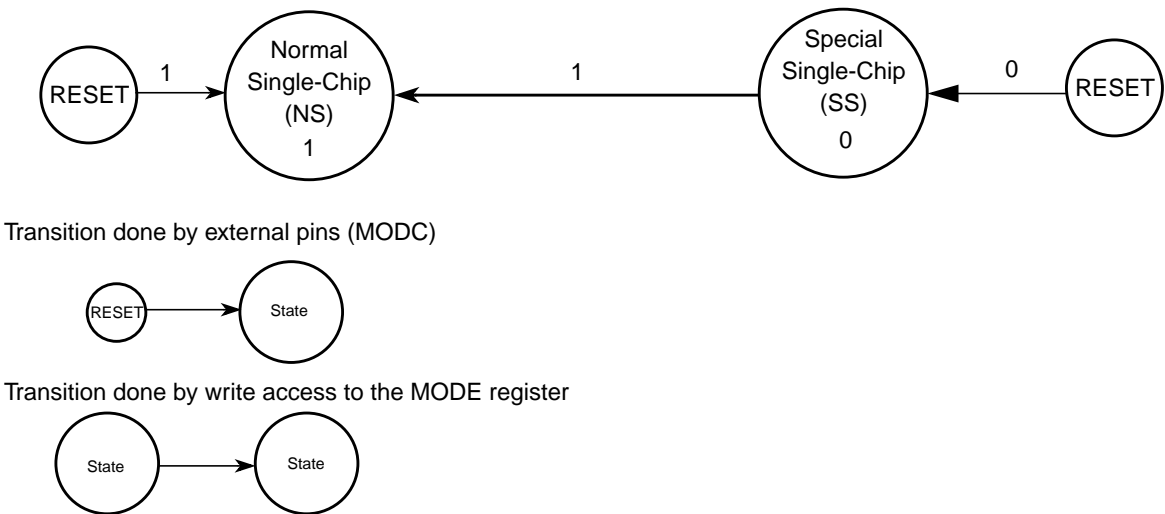 RESET
1
Normal
Single-Chip
(NS)
1
1
Special
Single-Chip
(SS)
0
0
RESET
Transition done by external pins (MODC)
RESET
State
Transition done by write access to the MODE register
State
State